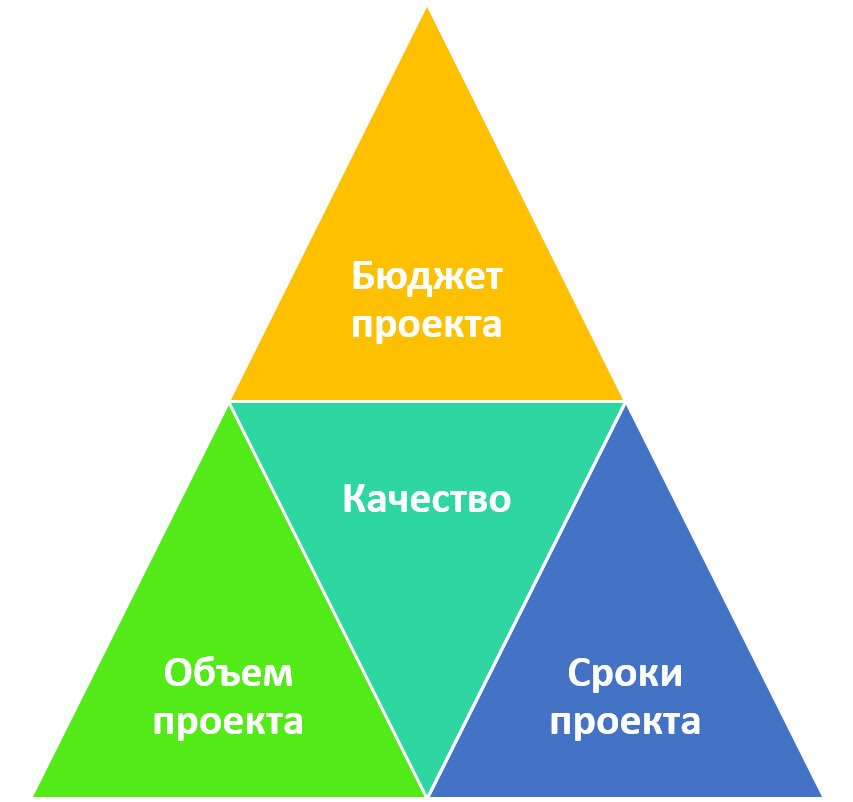 Бюджет
проекта
Качество
Объем
проекта
Сроки
проекта